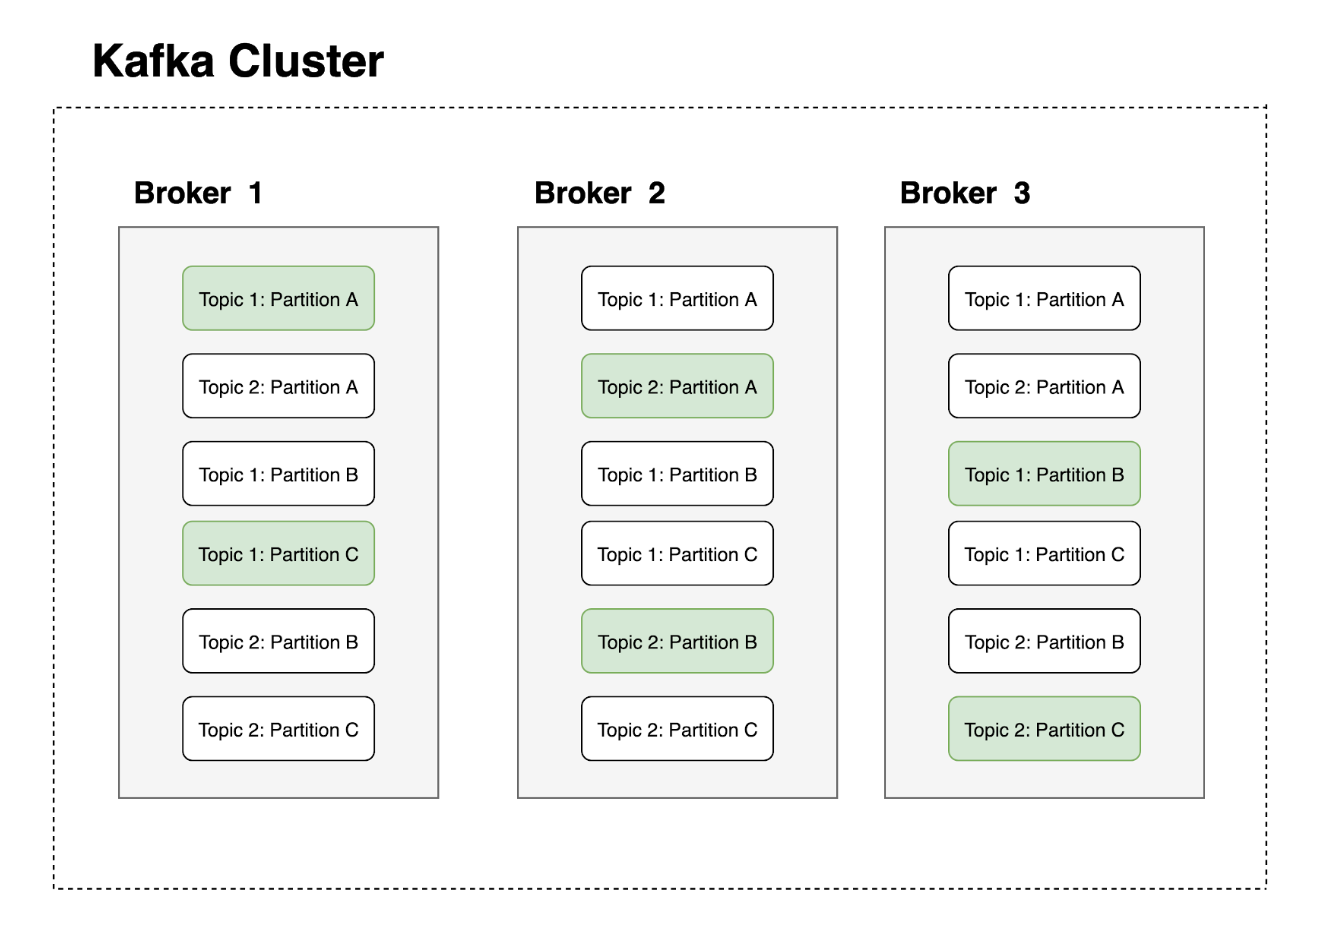 Kafka Cluster
Broker 1
Topic 1: Partition A
Topic 2: Partition A
Topic 1: Partition B
Topic 1: Partition C
Topic 2: Partition B
Topic 2: Partition C
Broker 2
Topic 1: Partition A
Topic 2: Partition A
Topic 1: Partition B
Topic 1: Partition C
Topic 2: Partition B
Topic 2: Partition C
Broker 3
Topic 1: Partition A
Topic 2: Partition A
Topic 1: Partition B
Topic 1: Partition C
Topic 2: Partition B
Topic 2: Partition C